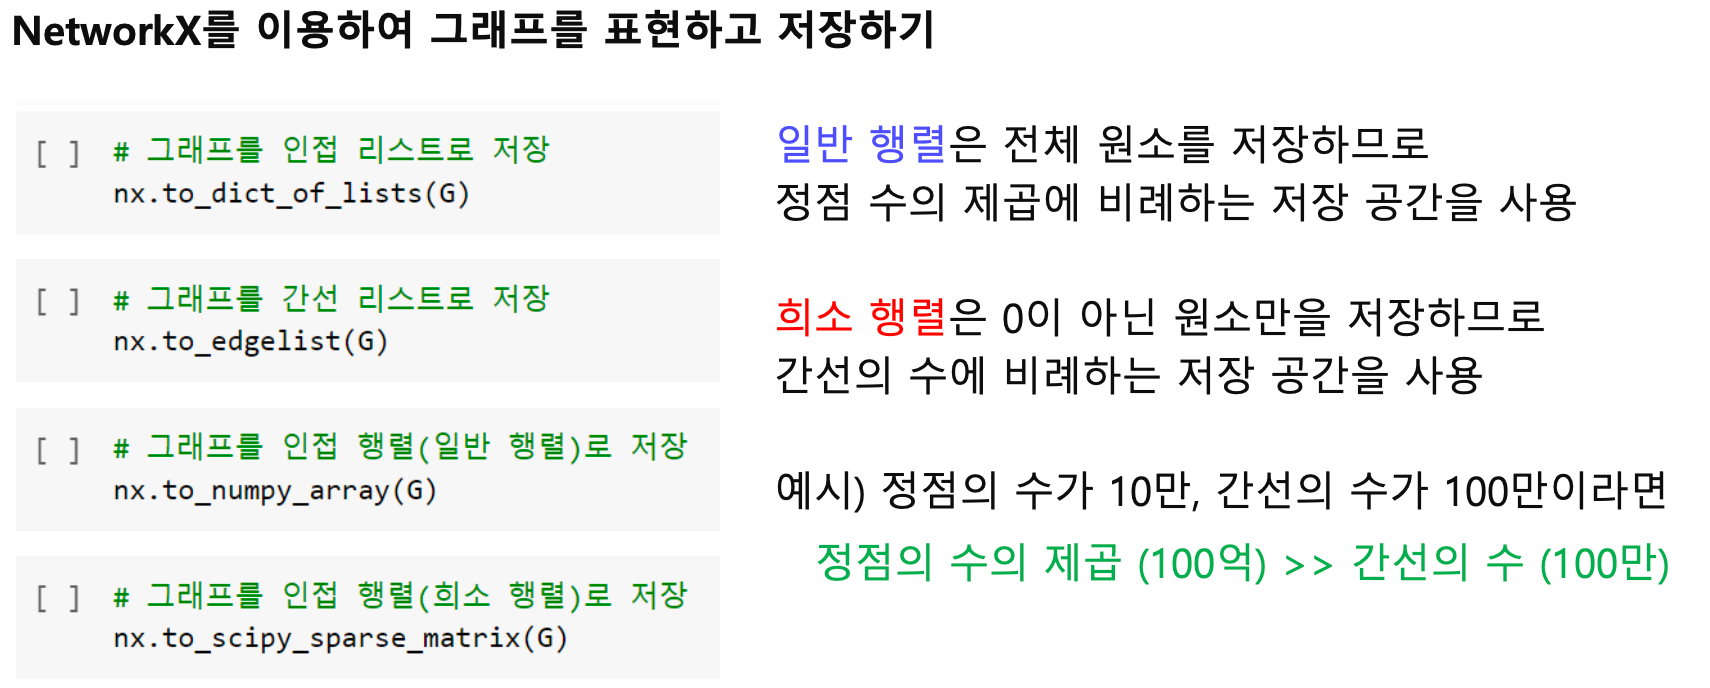 NetworkX를 이용하여 그래프를 표현하고 저장하기
[ ] # 그래프를 인접 리스트로 저장
nx.to_dict_of_lists(G)
[ ] # 그래프를 간선 리스트로 저장
nx.to_edgelist(G)
[ ] # 그래프를 인접 행렬(일반 행렬)로 저장
nx.to_numpy_array(G)
[ ] # 그래프를 인접 행렬(희소 행렬)로 저장
nx.to_scipy_sparse_matrix(G)
일반 행렬은 전체 원소를 저장하므로
정점 수의 제곱에 비례하는 저장 공간을 사용
희소 행렬은 0이 아닌 원소만을 저장하므로
간선의 수에 비례하는 저장 공간을 사용
예시) 정점의 수가 10만, 간선의 수가 100만이라면
정점의 수의 제곱 (100억) >> 간선의 수 (100만)